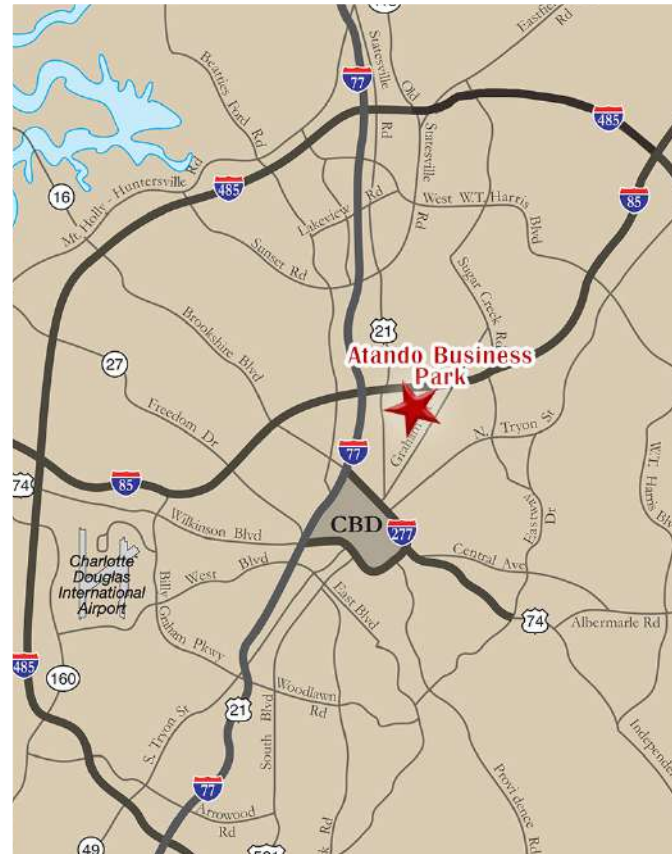 115
Statesville
Rd
Old
Statesville
Rd
Eastfield
Rd
Beatties Ford Rd
77
485
16
Mt. Holly - Huntersville Rd
485
Lakeview Rd
West W.T. Harris
Blvd
85
Sunset Rd
Sugar Creek Rd
Brookshire Blvd
21
Atando Business
Park
27
Freedom Dr
Graham
N. Tryon St
77
W.T. Harris Blvd
74
85
Wilkinson Blvd
CBD
277
Eastway
Dr
Central Ave
Charlotte
Douglas
International
Airport
West Blvd
East Blvd
74
Albermarle Rd
Billy Graham Pkwy
485
160
21
Woodlawn
Rd
S. Tryon St
South Blvd
Independen
77
Providence Rd
Arrowood
Rd
49
521
k Rd